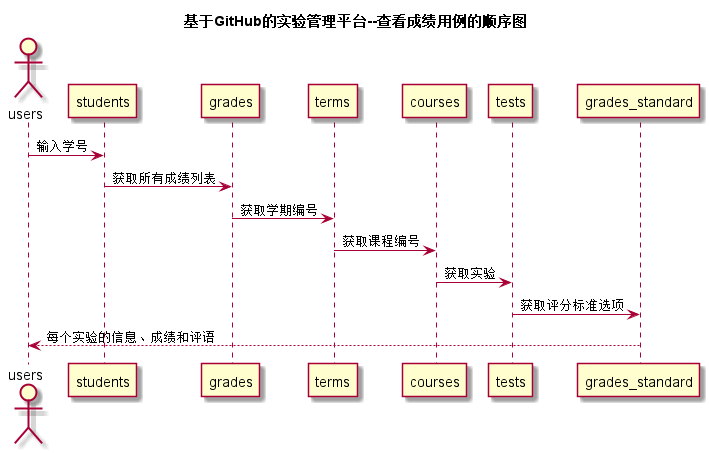 基于GitHub的实验管理平台--查看成绩用例的顺序图
users
students
grades
terms
courses
tests
grades_standard
输入学号
获取所有成绩列表
获取学期编号
获取课程编号
获取实验
获取评分标准选项
每个实验的信息、成绩和评语
users
students
grades
terms
courses
tests
grades_standard